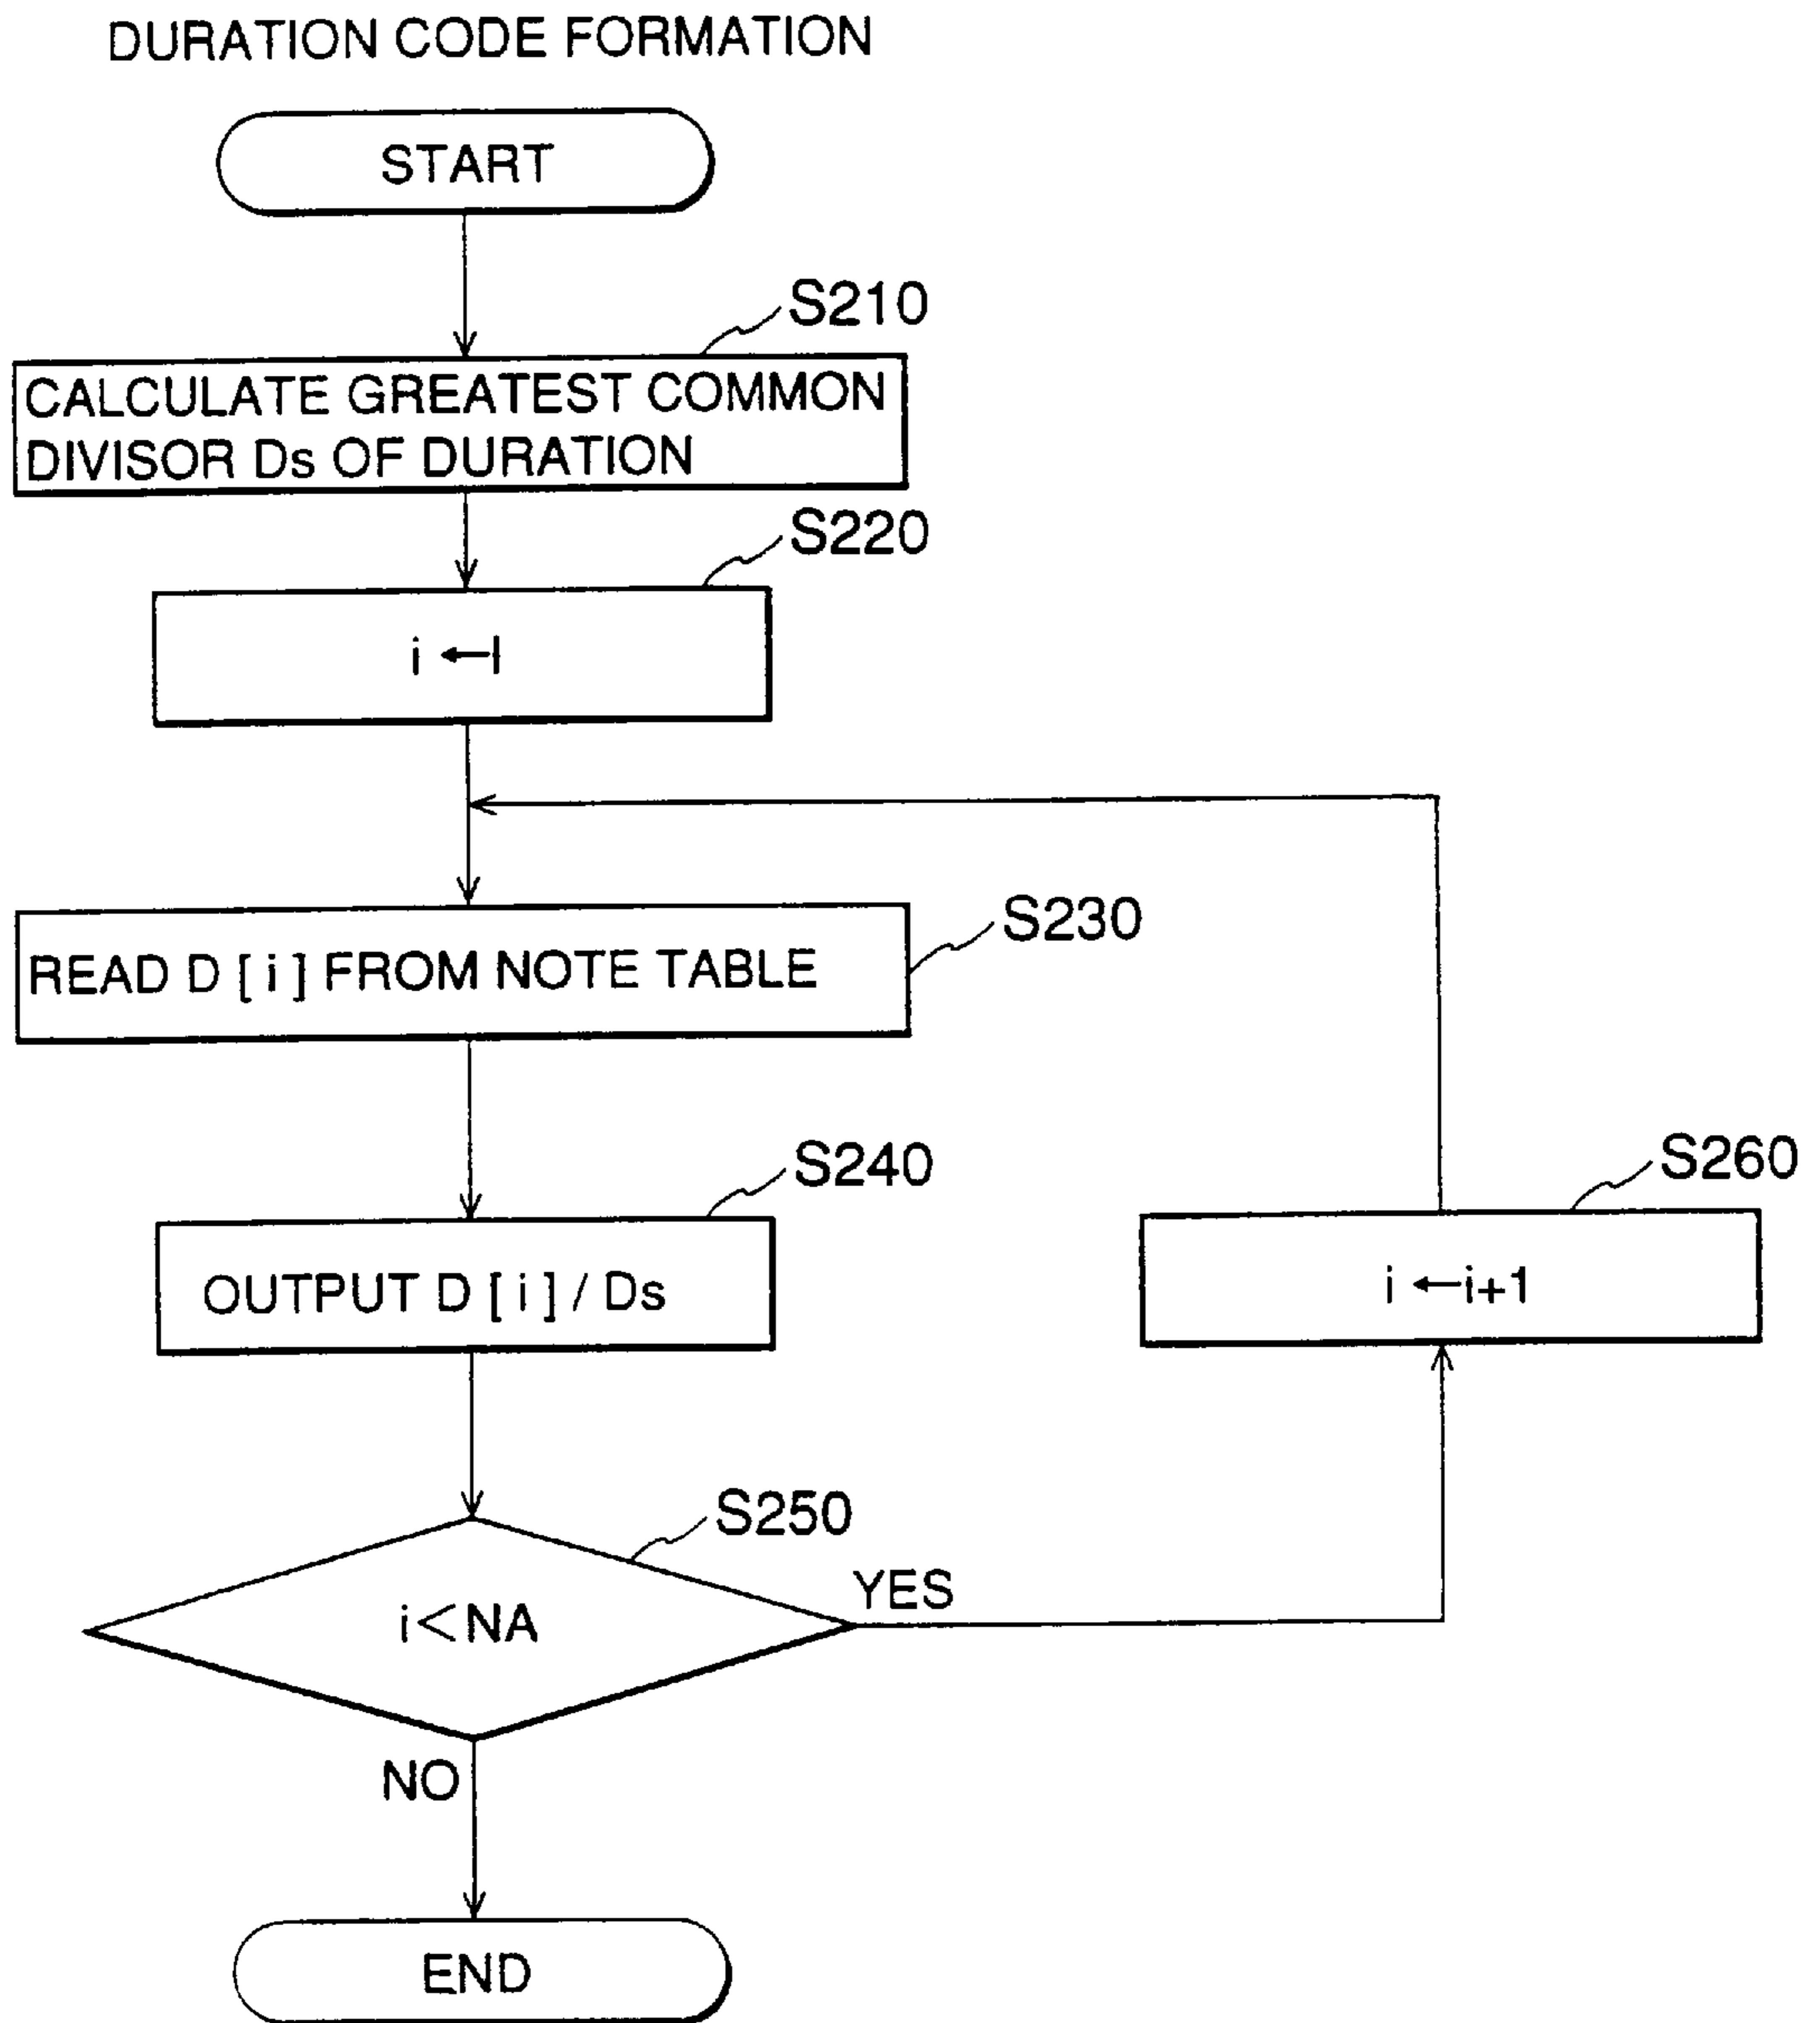 DURATION CODE FORMATION
START
S210
CALCULATE GREATEST COMMON
DIVISOR Ds OF DURATION
S220
i ←1
S230
READ D [ i ] FROM NOTE TABLE
S240
OUTPUT D [ i ] / Ds
S260
i ←i+1
S250
i<NA
YES
NO
END